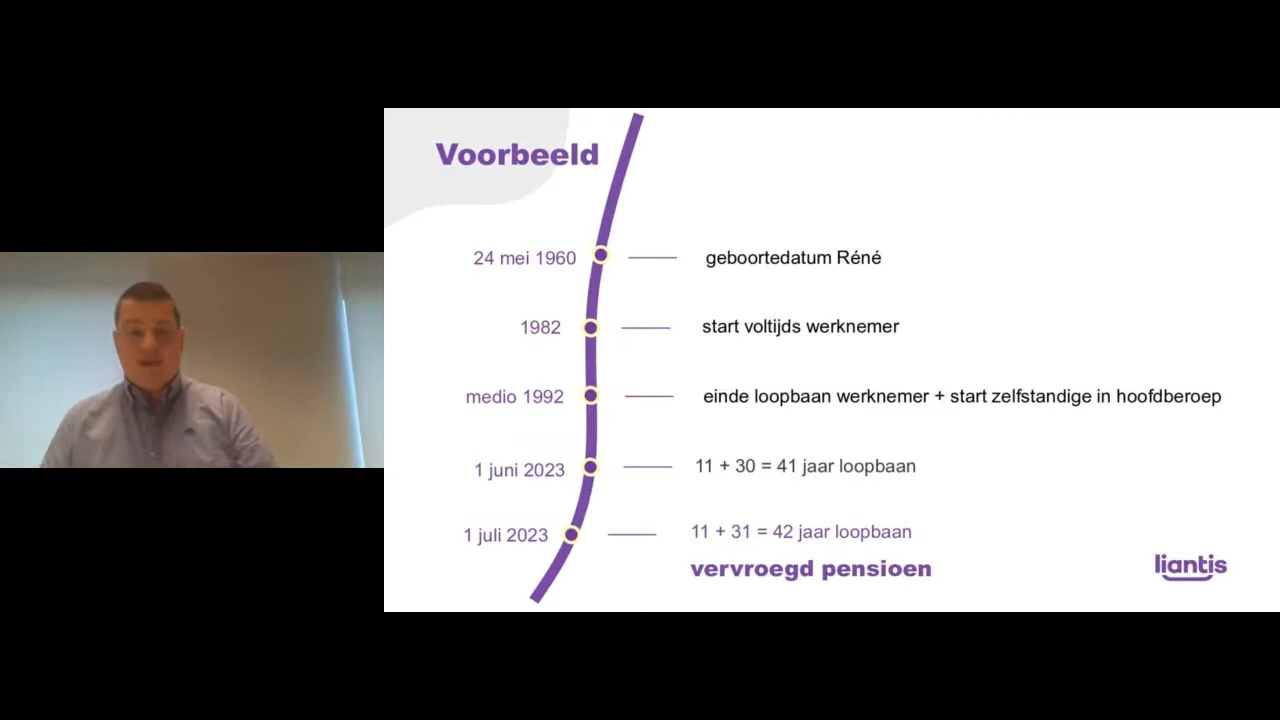 Voorbeeld
24 mei 1960 geboortedatum Réné
1982 start voltijds werknemer
medio 1992 einde loopbaan werknemer + start zelfstandige in hoofdberoep
1 juni 2023 11 + 30 = 41 jaar loopbaan
1 juli 2023 11 + 31 = 42 jaar loopbaan
vervroegd pensioen
liantis